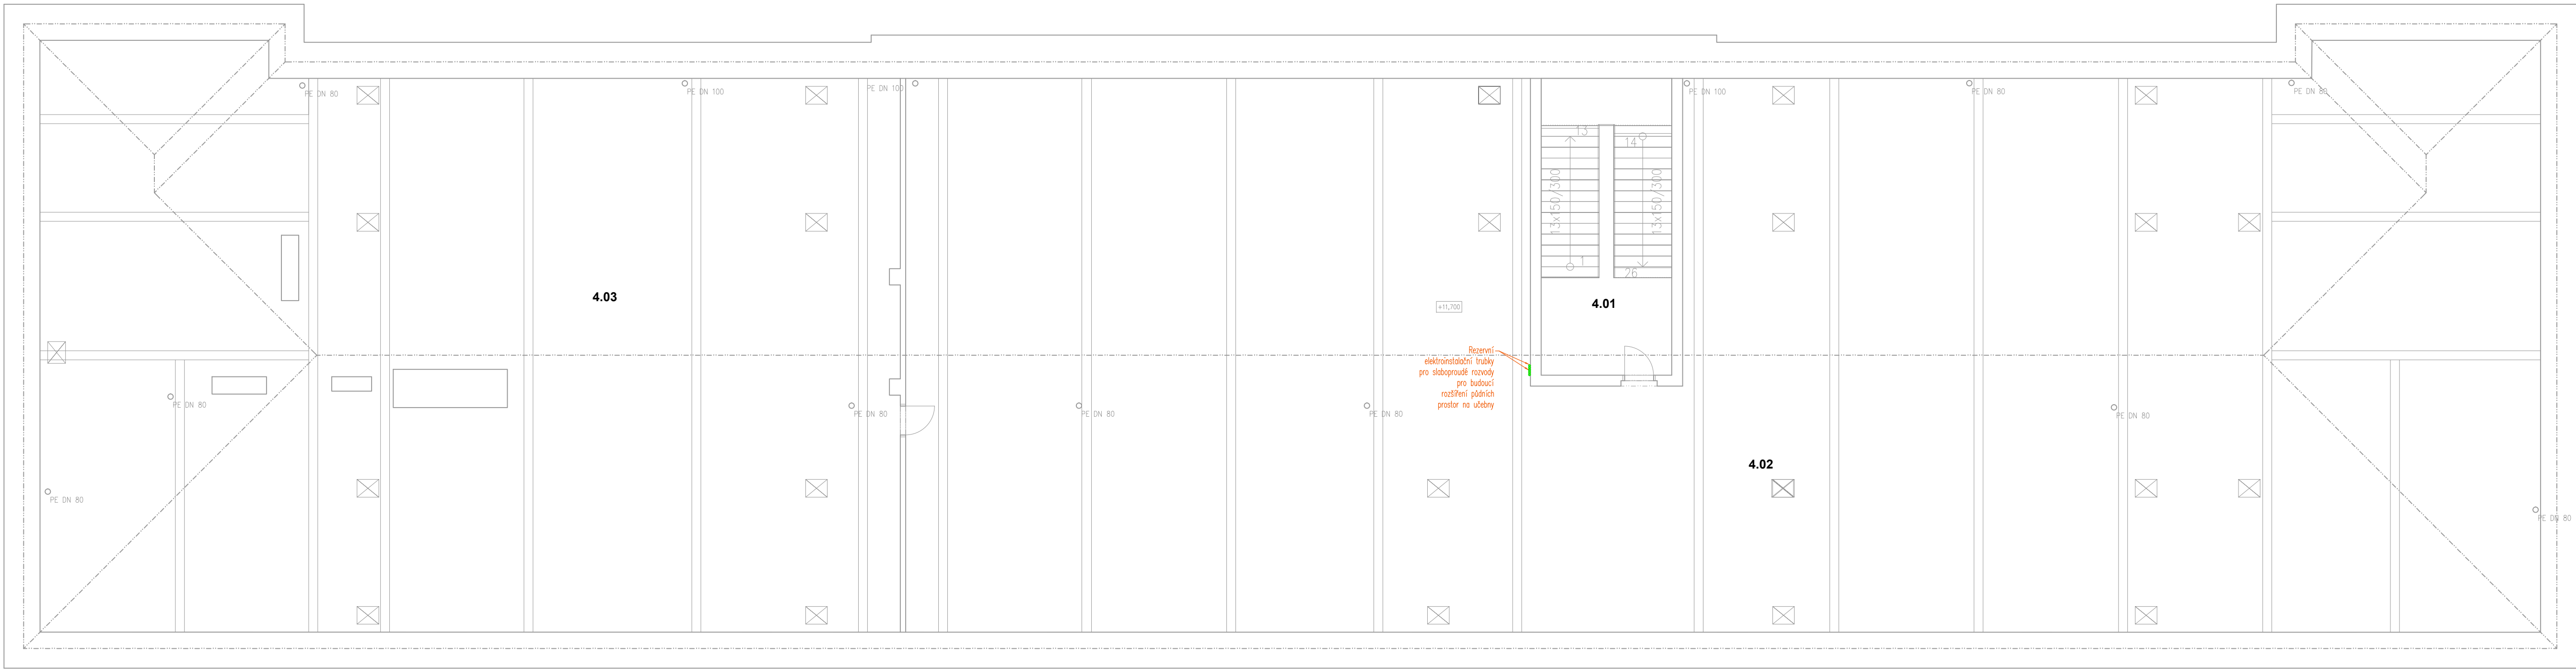 PE DN 80
PE DN 100
PE DN 100
PE DN 100
PE DN 80
PE DN 80
13
14
13x150/300
13x150/300
1
26
4.03
4.01
+11,700
Rezervní
elektroinstalační trubky
pro slaboproudé rozvody
pro budoucí
rozšíření půdních
prostor na učebny
PE DN 80
PE DN 80
PE DN 80
PE DN 80
PE DN 80
4.02
PE DN 80
PE DN 80